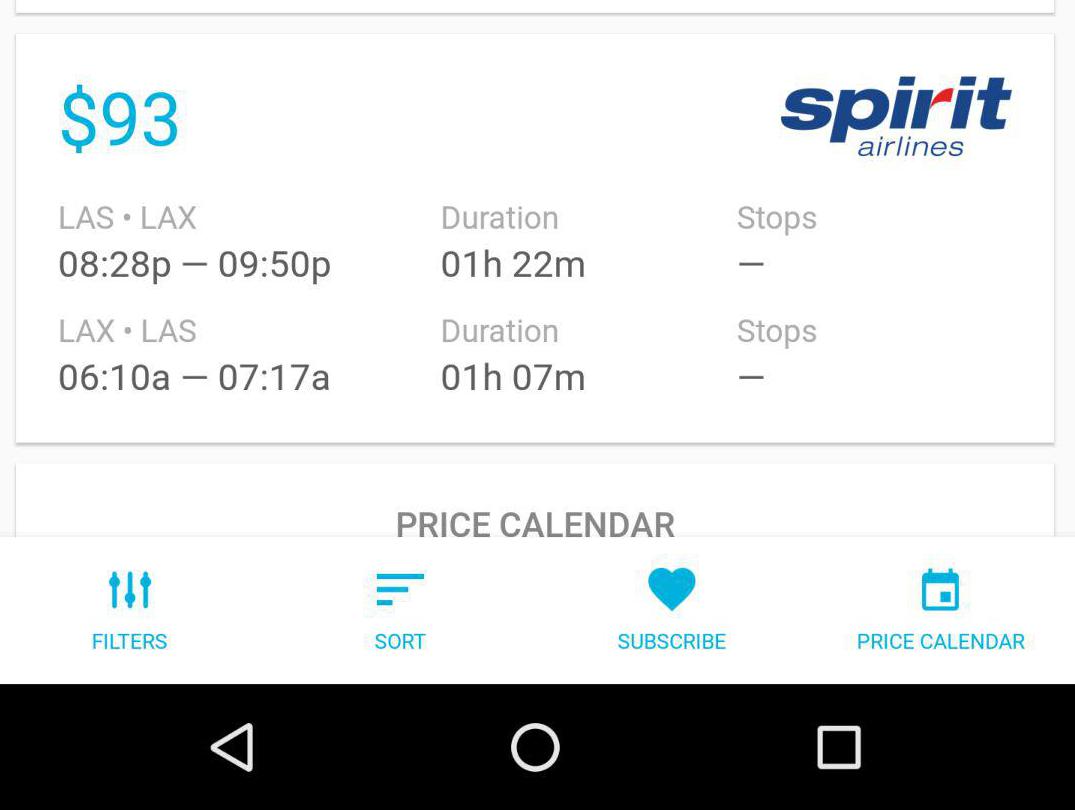 $93
spirit
airlines
LAS • LAX
Duration
Stops
08:28p — 09:50p
01h 22m
—
LAX • LAS
Duration
Stops
06:10a — 07:17a
01h 07m
—
PRICE CALENDAR
FILTERS
SORT
SUBSCRIBE
PRICE CALENDAR